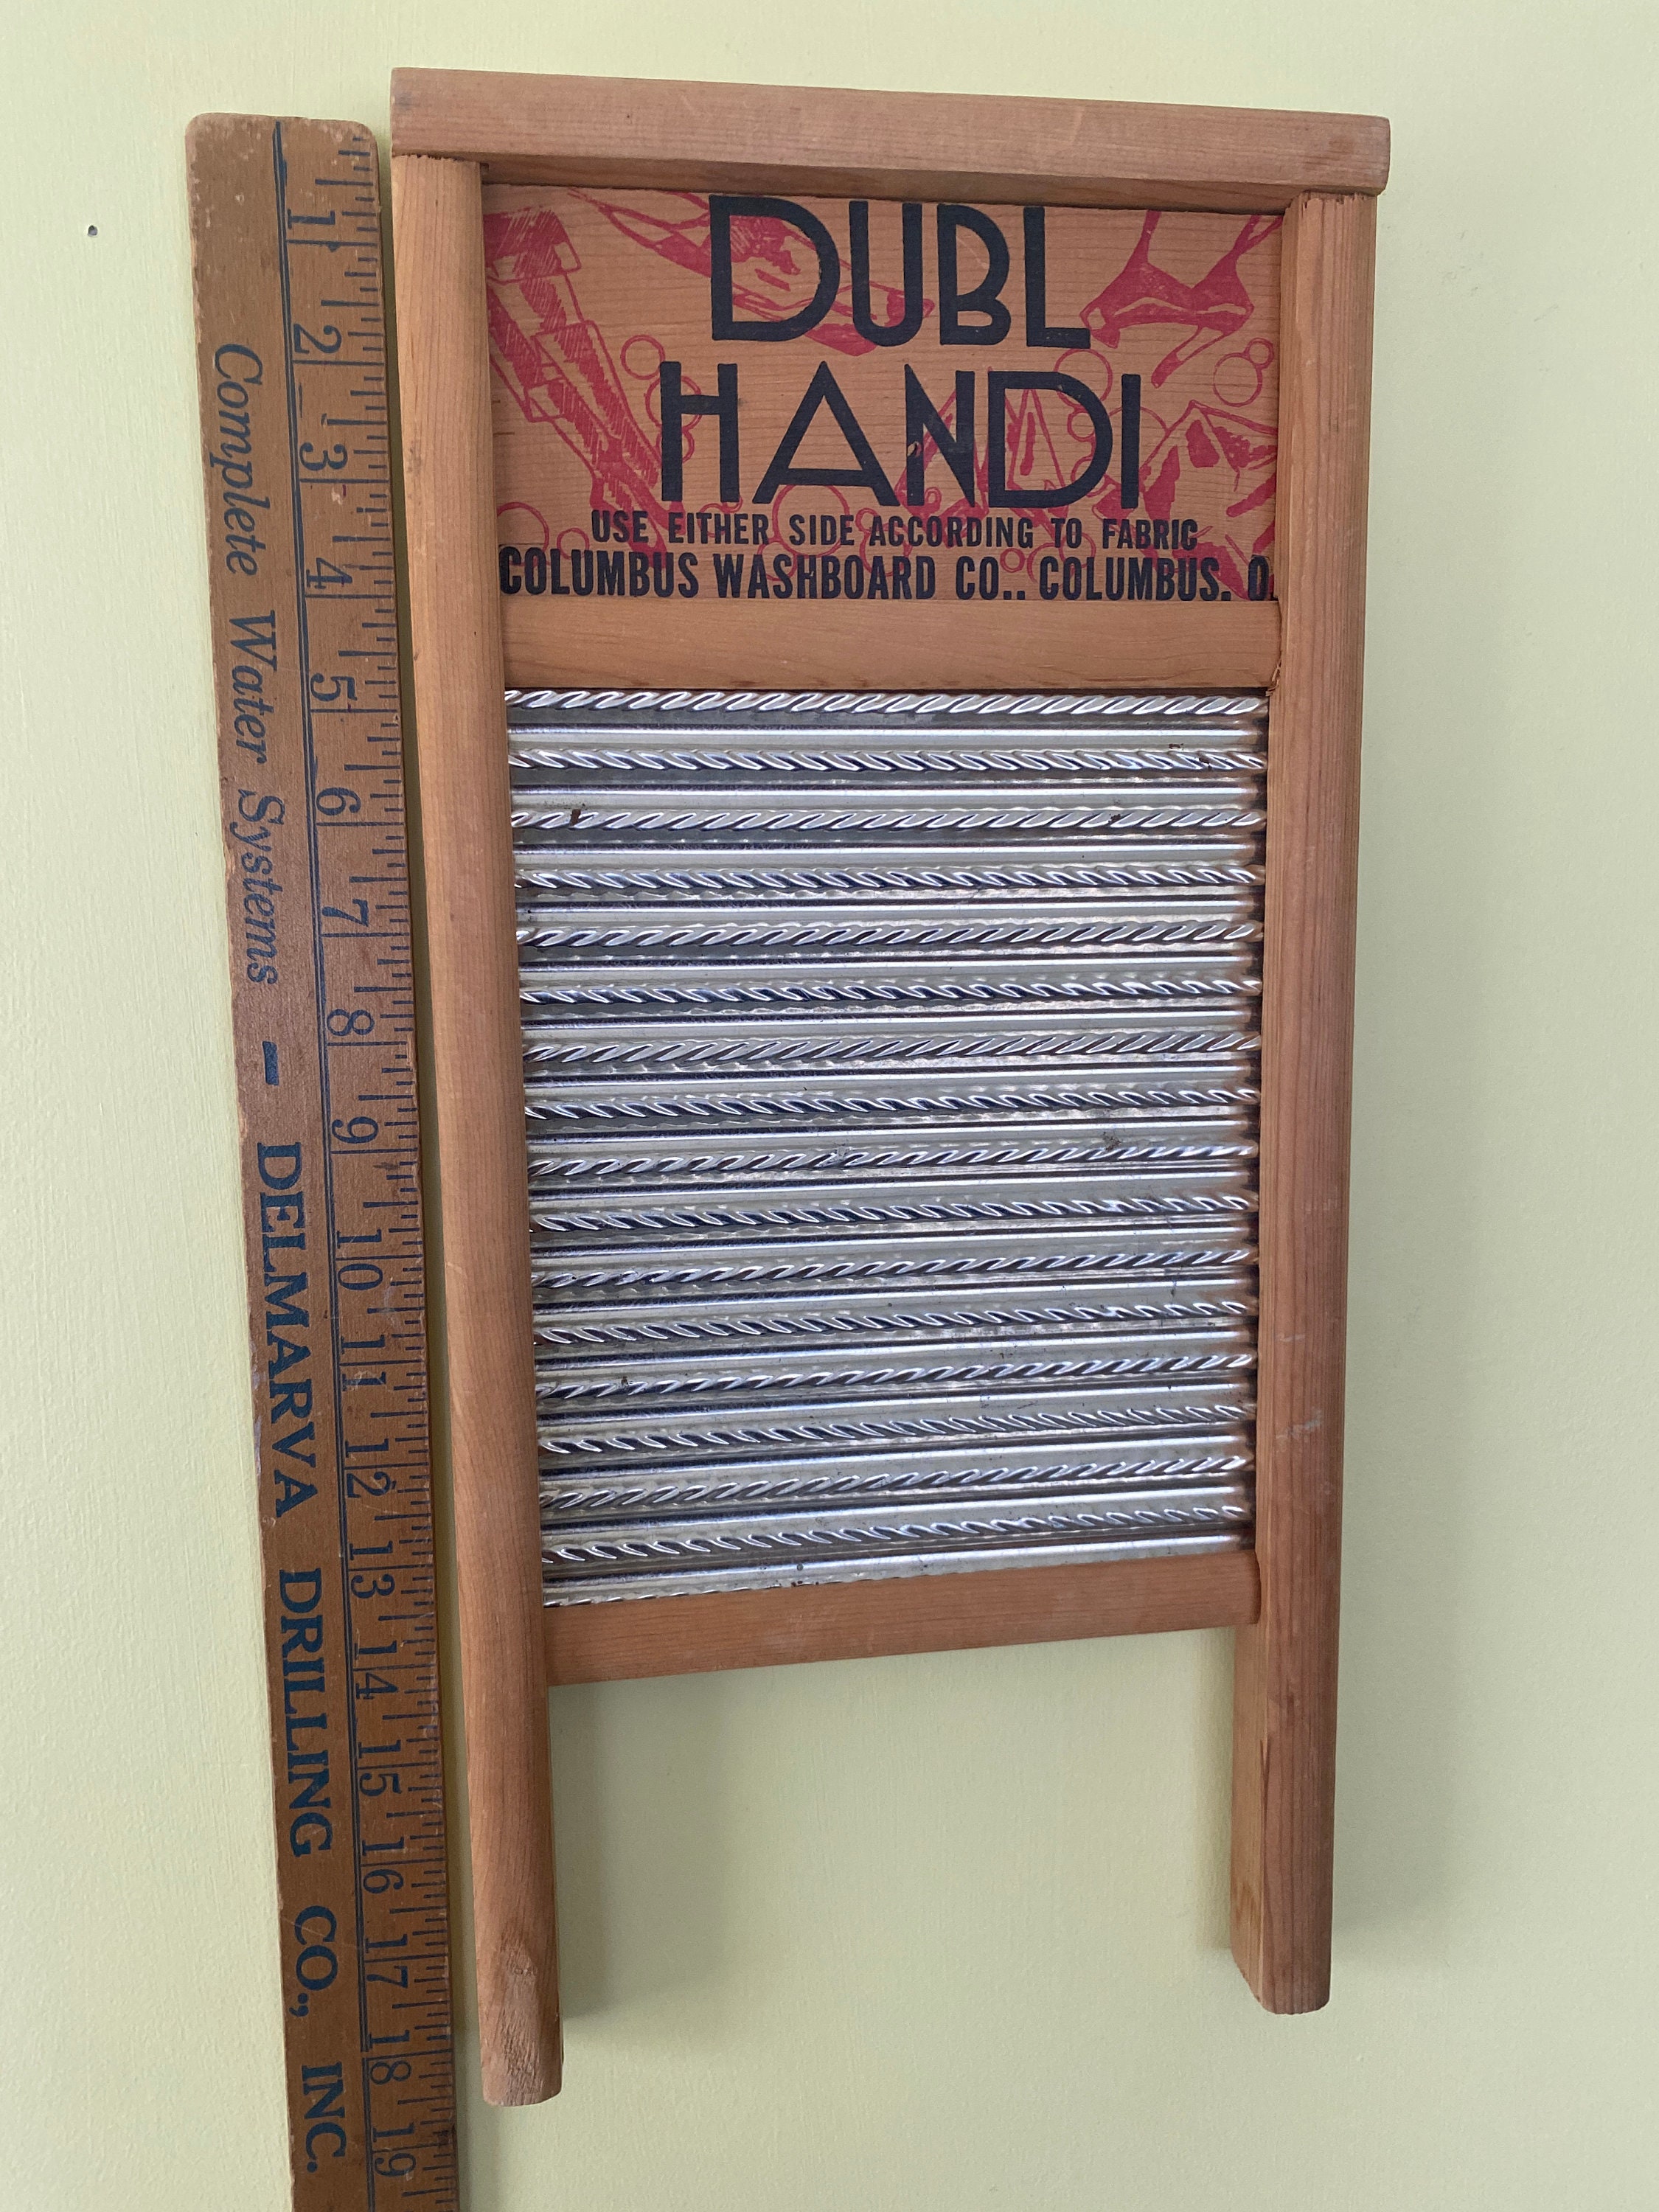 DUBL
HANDI
USE EITHER SIDE ACCORDING TO FABRIC
COLUMBUS WASHBOARD CO.. COLUMBUS. O.
1 2 3 4 5 6 7 8 9 10 11 12 13 14 15 16 17 18 19
Complete Water Systems - DELMARVA DRILLING CO., INC.